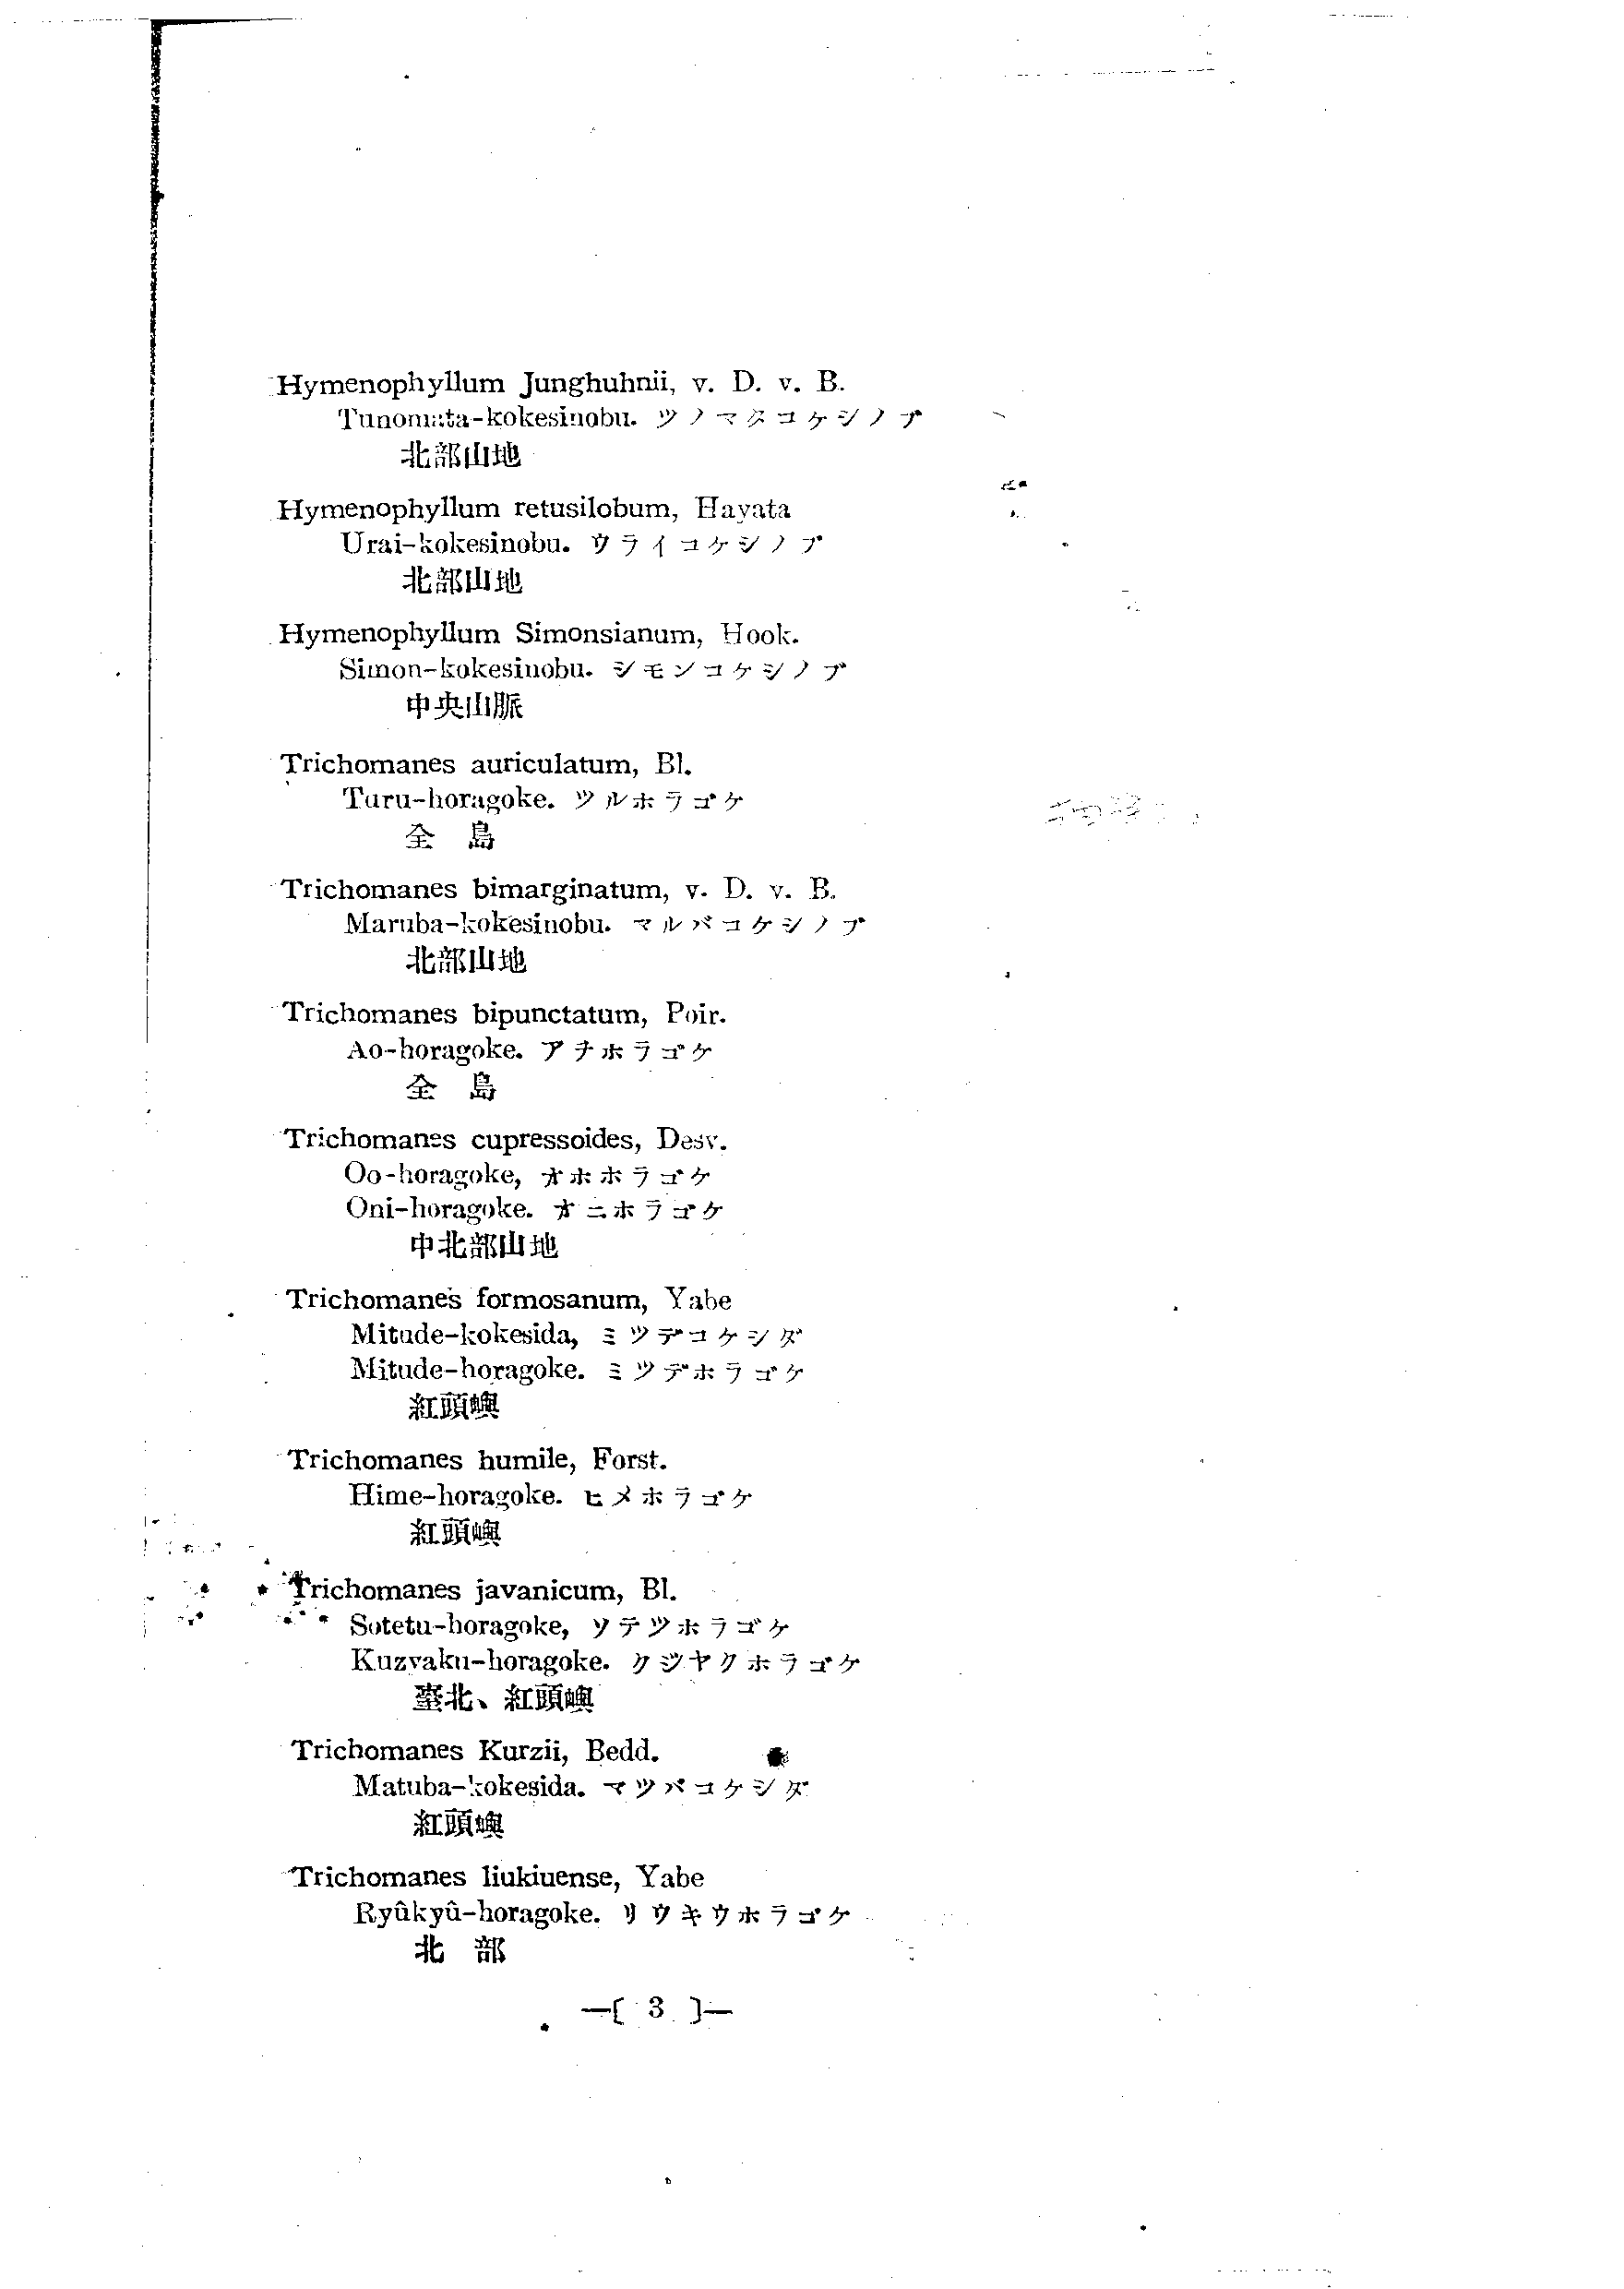 Hymenophyllum Junghuhnii, v. D. v. B.
Tunomata-kokesinobu. ツノマタコケシノブ
北部山地
Hymenophyllum retusilobum, Hayata
Urai-kokesinobu. ウライコケシノブ
北部山地
Hymenophyllum Simonsianum, Hook.
Simon-kokesinobu. シモンコケシノブ
中央山脈
Trichomanes auriculatum, Bl.
Turu-horagoke. ツルホラゴケ
全 島
Trichomanes bimarginatum, v. D. v. B.
Maruba-kokesinobu. マルバコケシノブ
北部山地
Trichomanes bipunctatum, Poir.
Ao-horagoke. アヲホラゴケ
全 島
Trichomanes cupressoides, Desv.
Oo-horagoke, オホホラゴケ
Oni-horagoke. オニホラゴケ
中北部山地
Trichomanes formosanum, Yabe
Mitude-kokesida, ミツデコケシダ
Mitude-horagoke. ミツデホラゴケ
紅頭嶼
Trichomanes humile, Forst.
Hime-horagoke. ヒメホラゴケ
紅頭嶼
Trichomanes javanicum, Bl.
Sotetu-horagoke, ソテツホラゴケ
Kuzyaku-horagoke. クジヤクホラゴケ
臺北、紅頭嶼
Trichomanes Kurzii, Bedd.
Matuba-kokesida. マツバコケシダ
紅頭嶼
Trichomanes liukiuense, Yabe
Ryûkyû-horagoke. リウキウホラゴケ
北 部
—[ 3 ]—